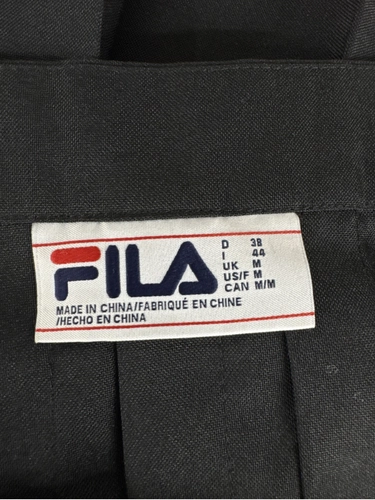 FILA
D 38
I 44
UK M
US/F M
CAN M/M
MADE IN CHINA/FABRIQUÉ EN CHINE
/HECHO EN CHINA